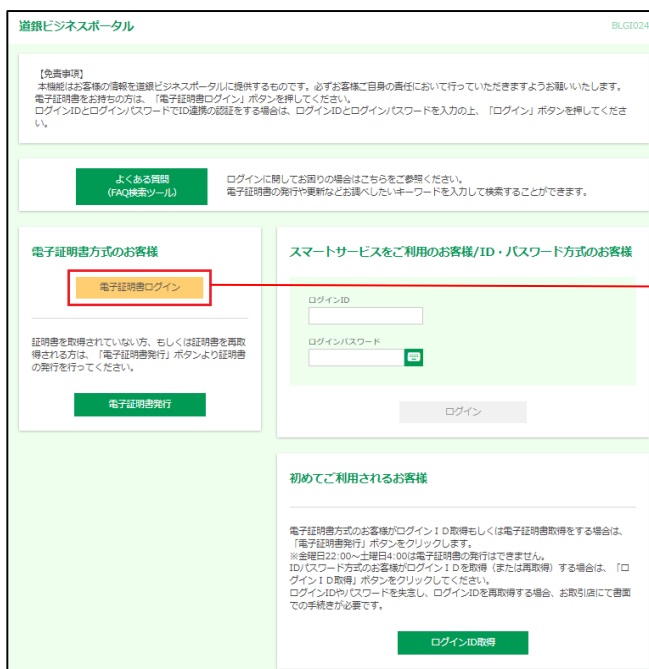 道銀ビジネスポータル
BLGI024
【免責事項】
本機能はお客様の情報を道銀ビジネスポータルに提供するものです。必ずお客様ご自身の責任において行っていただきますようお願いいたします。
電子証明書をお持ちの方は、「電子証明書ログイン」ボタンを押してください。
ログインIDとログインパスワードでID連携の認証をする場合は、ログインIDとログインパスワードを入力の上、「ログイン」ボタンを押してくださ
い。
よくある質問
(FAQ検索ツール)
ログインに関してお困りの場合はこちらをご参照ください。
電子証明書の発行や更新などお調べしたいキーワードを入力して検索することができます。
電子証明書方式のお客様
電子証明書ログイン
証明書を取得されていない方、もしくは証明書を再取
得される方は、「電子証明書発行」ボタンより証明書
の発行を行ってください。
電子証明書発行
スマートサービスをご利用のお客様/ID・パスワード方式のお客様
ログインID
ログインパスワード
ログイン
初めてご利用されるお客様
電子証明書方式のお客様がログインＩＤ取得もしくは電子証明書取得をする場合は、
「電子証明書発行」ボタンをクリックします。
※金曜日22:00～土曜日4:00は電子証明書の発行はできません。
ID/パスワード方式のお客様がログインＩＤを取得（または再取得）する場合は、「ロ
グインＩＤ取得」ボタンをクリックしてください。
ログインIDやパスワードを失念し、ログインIDを再取得する場合、お取引店にて書面
での手続きが必要です。
ログインID取得